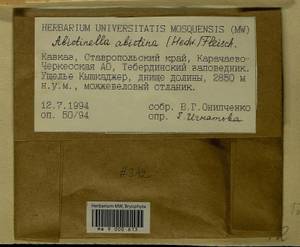 HERBARIUM UNIVERSITATIS MOSQUENSIS (MW)
Abietinella abietina (Hedw.) Fleisch.
Кавказ, Ставропольский край, Карачаево-
Черкесская АО, Тебердинский заповедник.
Ущелье Кышкаджер, днище долины, 2850 м
н.у.м., можжевеловый стланик.
12.7.1994 собр. В.Г.Онипченко
оп. 50/94 опр. Е. Игнатова
Herbarium MW, Bryophyta